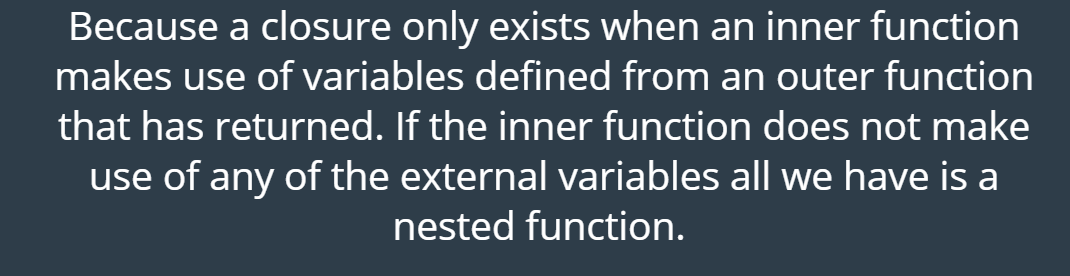 Because a closure only exists when an inner function
makes use of variables defined from an outer function
that has returned. If the inner function does not make
use of any of the external variables all we have is a
nested function.